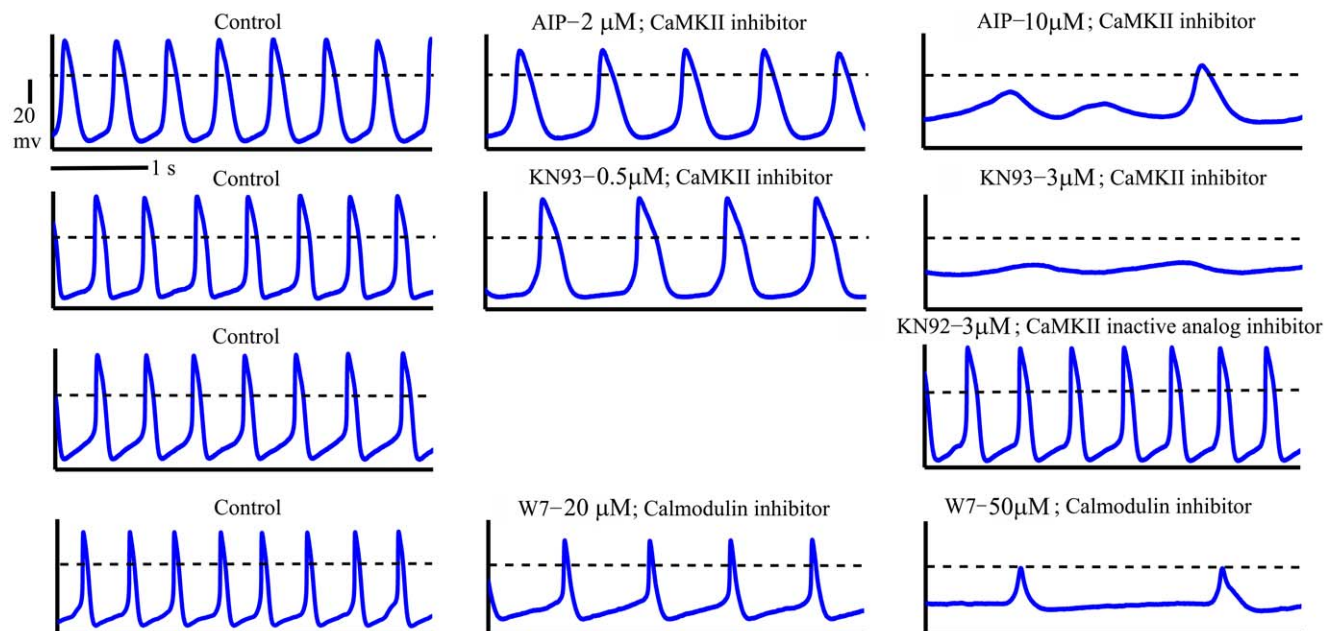 Control
AIP–2 μM; CaMKII inhibitor
AIP–10μM; CaMKII inhibitor
20
mv
1 s
Control
KN93–0.5μM; CaMKII inhibitor
KN93–3μM; CaMKII inhibitor
Control
KN92–3μM; CaMKII inactive analog inhibitor
Control
W7–20 μM; Calmodulin inhibitor
W7–50μM; Calmodulin inhibitor